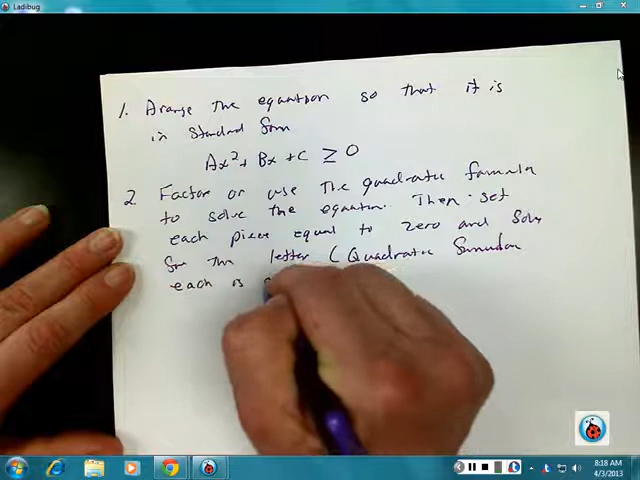 Ladibug
1. Arange the equation so that it is
in Standard form
Ax² + Bx + C ≥ 0
2. Factor or use the quadratic formula
to solve the equation. Then set
each piece equal to zero and solve
for the letter (Quadratic formula
each is
8:18 AM
4/3/2013